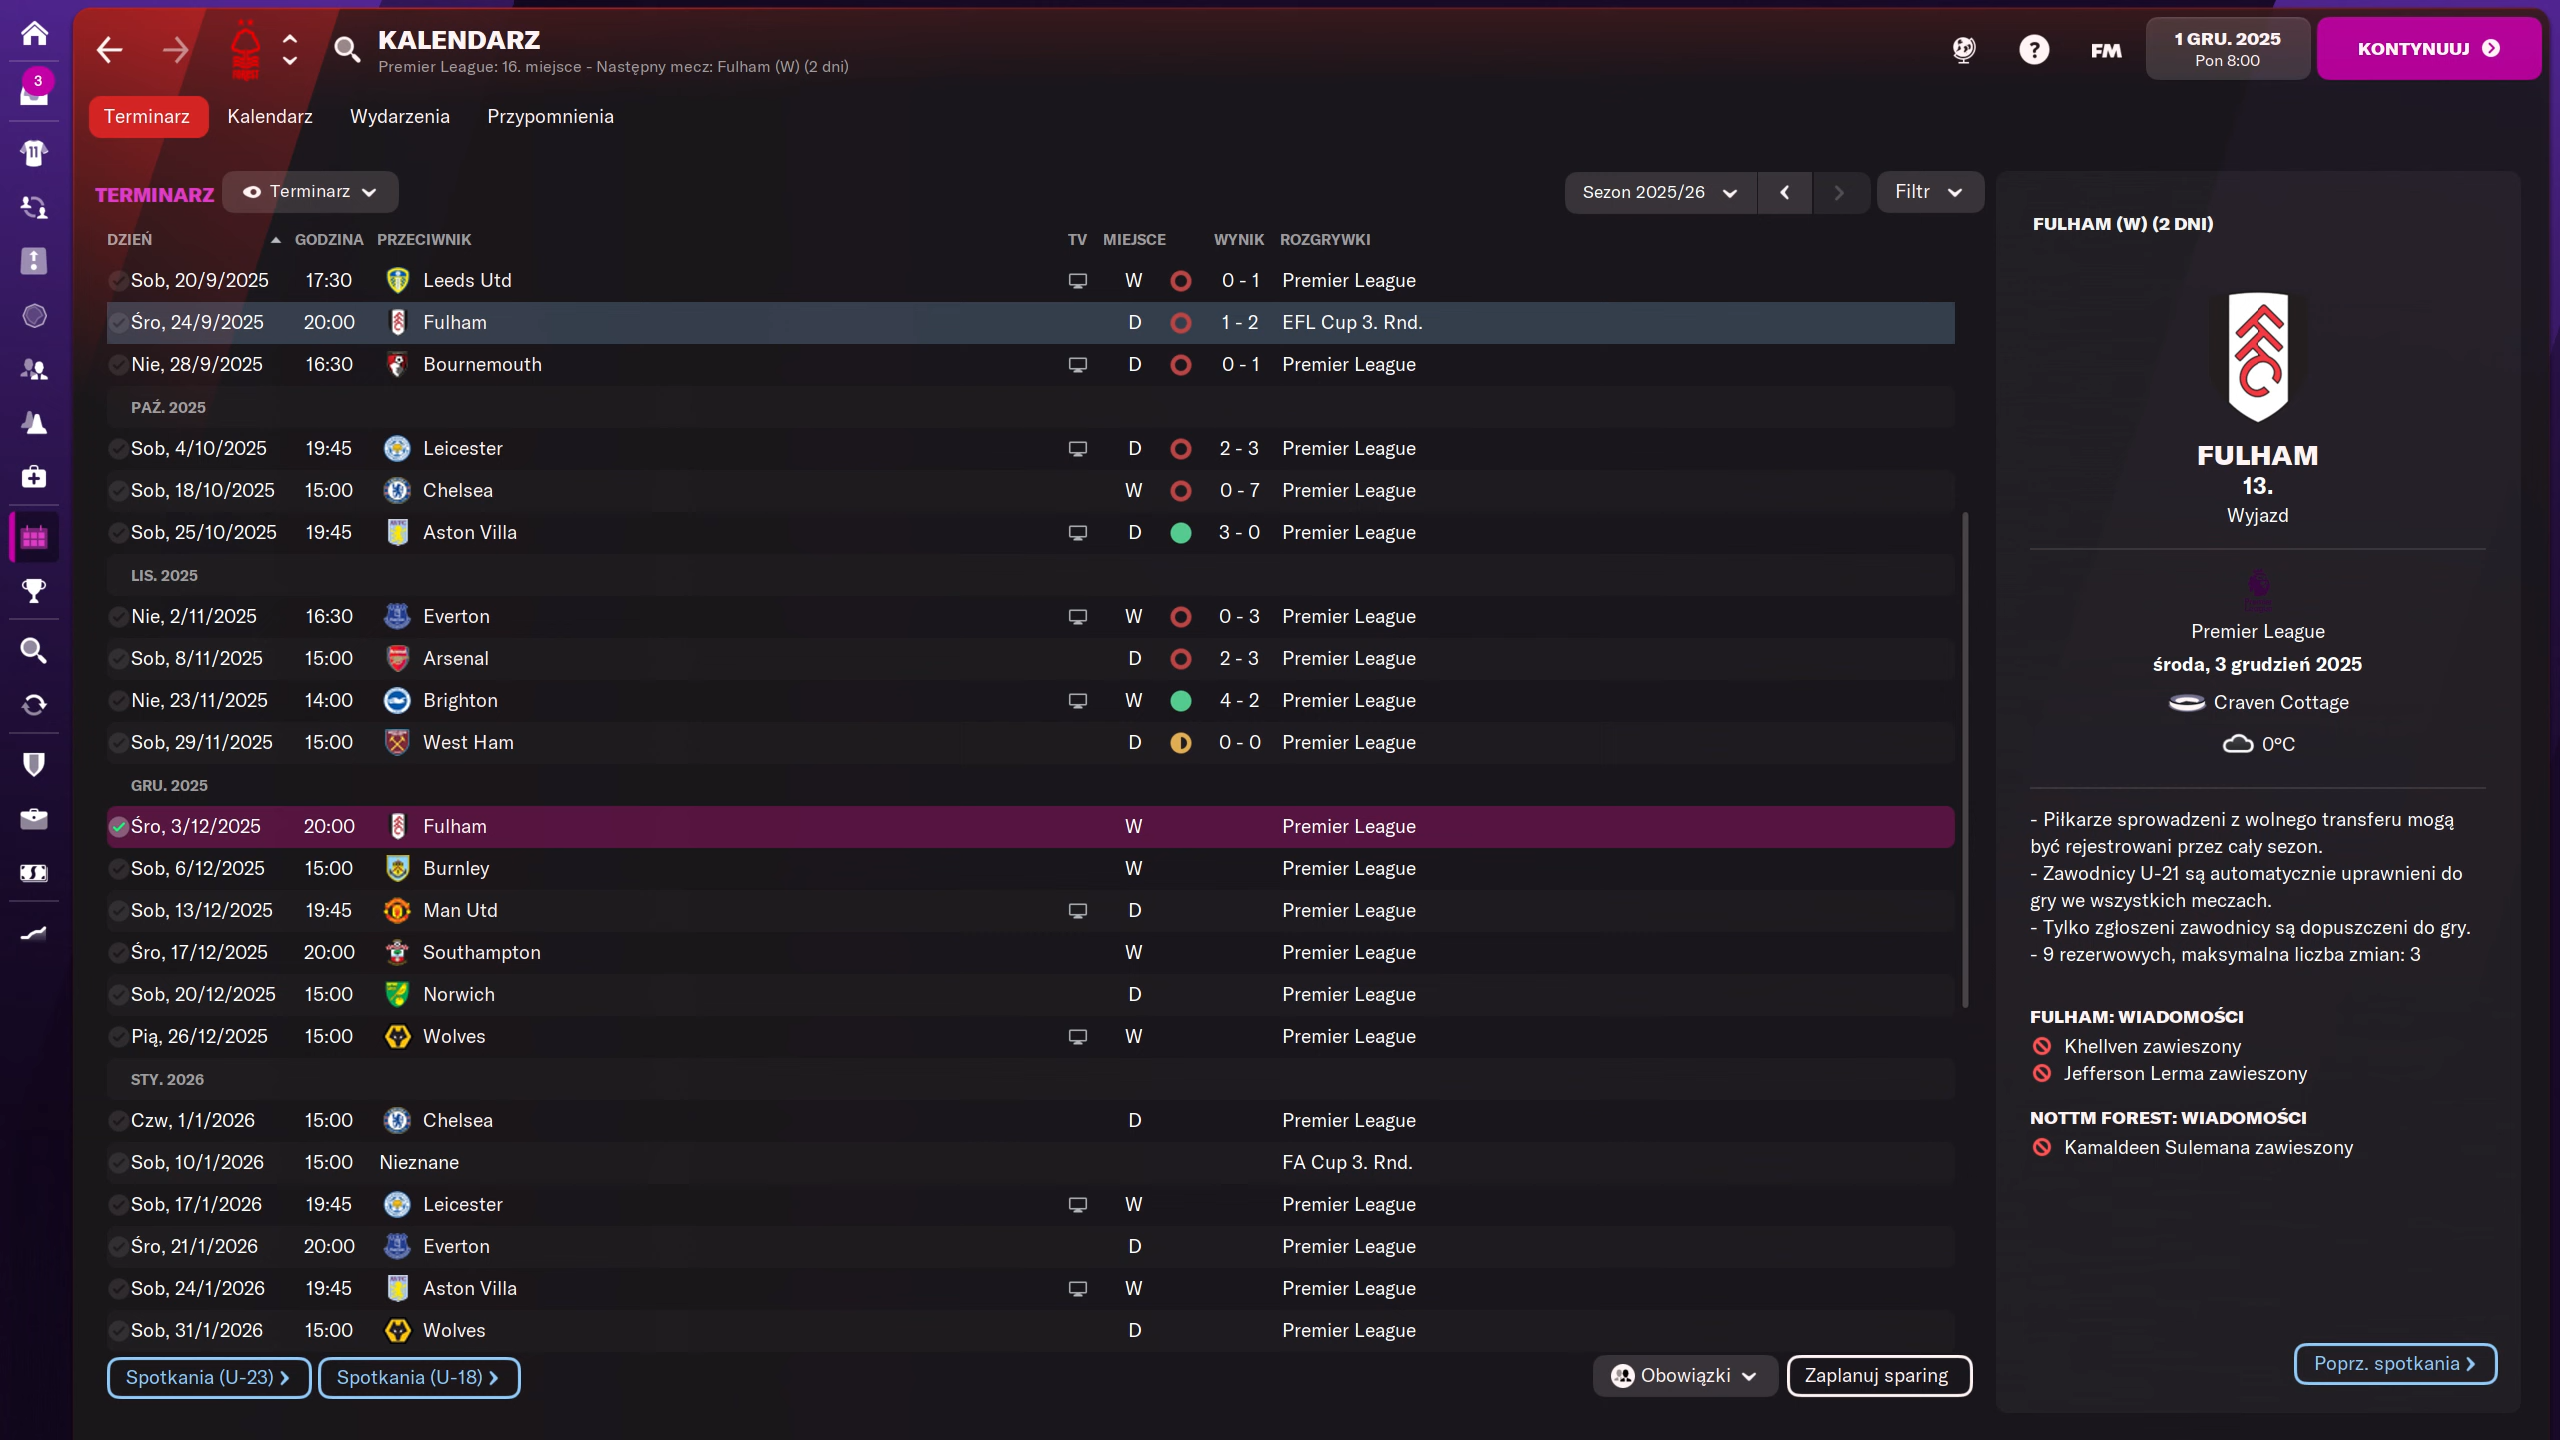 KALENDARZ
Premier League: 16. miejsce - Następny mecz: Fulham (W) (2 dni)
FM
1 GRU. 2025
Pon 8:00
KONTYNUUJ
3
Terminarz Kalendarz Wydarzenia Przypomnienia
TERMINARZ Terminarz Sezon 2025/26 Filtr
DZIEŃ GODZINA PRZECIWNIK TV MIEJSCE WYNIK ROZGRYWKI
Sob, 20/9/2025 17:30 Leeds Utd W 0 - 1 Premier League
Śro, 24/9/2025 20:00 Fulham D 1 - 2 EFL Cup 3. Rnd.
Nie, 28/9/2025 16:30 Bournemouth D 0 - 1 Premier League
PAŹ. 2025
Sob, 4/10/2025 19:45 Leicester D 2 - 3 Premier League
Sob, 18/10/2025 15:00 Chelsea W 0 - 7 Premier League
Sob, 25/10/2025 19:45 Aston Villa D 3 - 0 Premier League
LIS. 2025
Nie, 2/11/2025 16:30 Everton W 0 - 3 Premier League
Sob, 8/11/2025 15:00 Arsenal D 2 - 3 Premier League
Nie, 23/11/2025 14:00 Brighton W 4 - 2 Premier League
Sob, 29/11/2025 15:00 West Ham D 0 - 0 Premier League
GRU. 2025
Śro, 3/12/2025 20:00 Fulham W Premier League
Sob, 6/12/2025 15:00 Burnley W Premier League
Sob, 13/12/2025 19:45 Man Utd D Premier League
Śro, 17/12/2025 20:00 Southampton W Premier League
Sob, 20/12/2025 15:00 Norwich D Premier League
Pią, 26/12/2025 15:00 Wolves W Premier League
STY. 2026
Czw, 1/1/2026 15:00 Chelsea D Premier League
Sob, 10/1/2026 15:00 Nieznane FA Cup 3. Rnd.
Sob, 17/1/2026 19:45 Leicester W Premier League
Śro, 21/1/2026 20:00 Everton D Premier League
Sob, 24/1/2026 19:45 Aston Villa W Premier League
Sob, 31/1/2026 15:00 Wolves D Premier League
Spotkania (U-23) Spotkania (U-18) Obowiązki Zaplanuj sparing
FULHAM (W) (2 DNI)
FFC
FULHAM
13.
Wyjazd
Premier League
środa, 3 grudzień 2025
Craven Cottage
0°C
- Piłkarze sprowadzeni z wolnego transferu mogą
być rejestrowani przez cały sezon.
- Zawodnicy U-21 są automatycznie uprawnieni do
gry we wszystkich meczach.
- Tylko zgłoszeni zawodnicy są dopuszczeni do gry.
- 9 rezerwowych, maksymalna liczba zmian: 3
FULHAM: WIADOMOŚCI
Khellven zawieszony
Jefferson Lerma zawieszony
NOTTM FOREST: WIADOMOŚCI
Kamaldeen Sulemana zawieszony
Poprz. spotkania